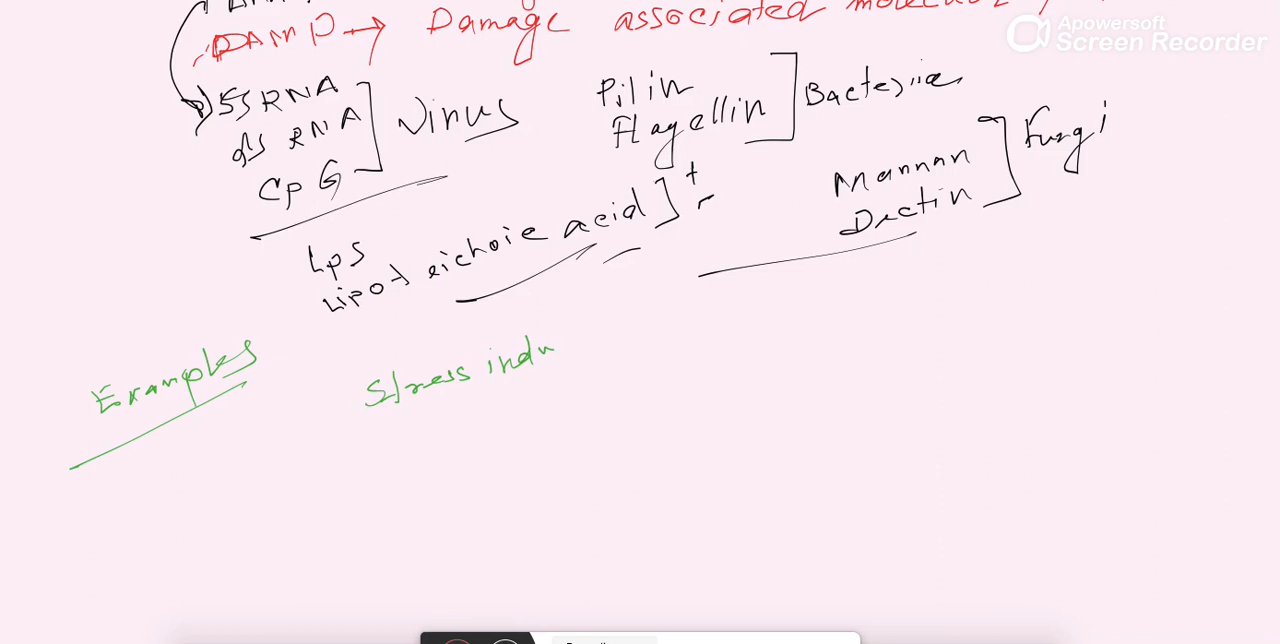 DAMP → Damage associated
Apowersoft
Screen Recorder
SSRNA
ds RNA
CpG
Virus
Pilin
Flagellin
Bacteria
Mannan
Dectin
Fungi
LPS
Lipoteichoic acid
+
-
Examples
Stress indu